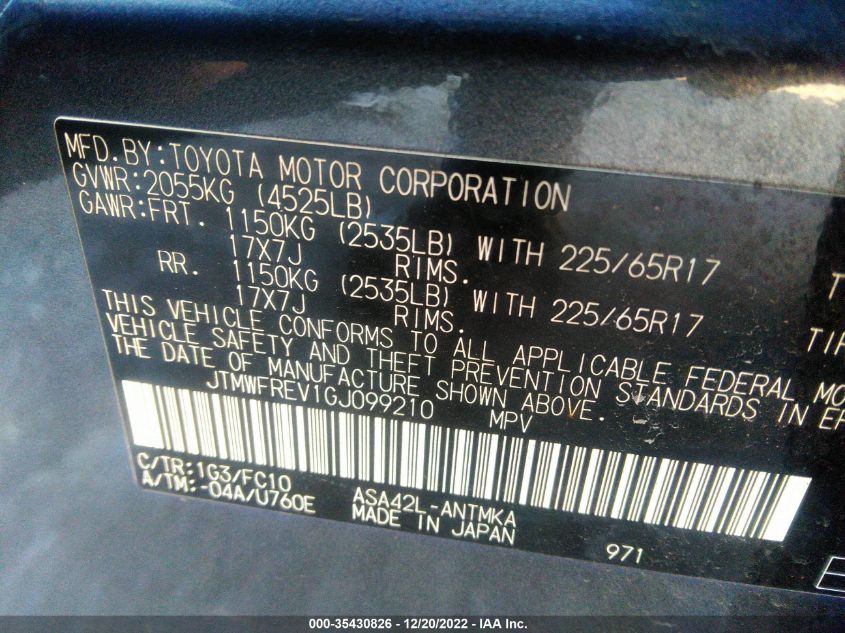 MFD.BY:TOYOTA MOTOR CORPORATION
GVWR:2055KG (4525LB)
GAWR:FRT. 1150KG (2535LB) WITH 225/65R17
17X7J RIMS.
RR. 1150KG (2535LB) WITH 225/65R17
17X7J RIMS.
THIS VEHICLE CONFORMS TO ALL APPLICABLE FEDERAL MO
VEHICLE SAFETY AND THEFT PREVENTION STANDARDS IN EF
THE DATE OF MANUFACTURE SHOWN ABOVE.
JTMWFREV1GJ099210 MPV
C/TR:1G3/FC10
A/TM:-04A/U760E
ASA42L-ANTMKA
MADE IN JAPAN
971
000-35430826 - 12/20/2022 - IAA Inc.